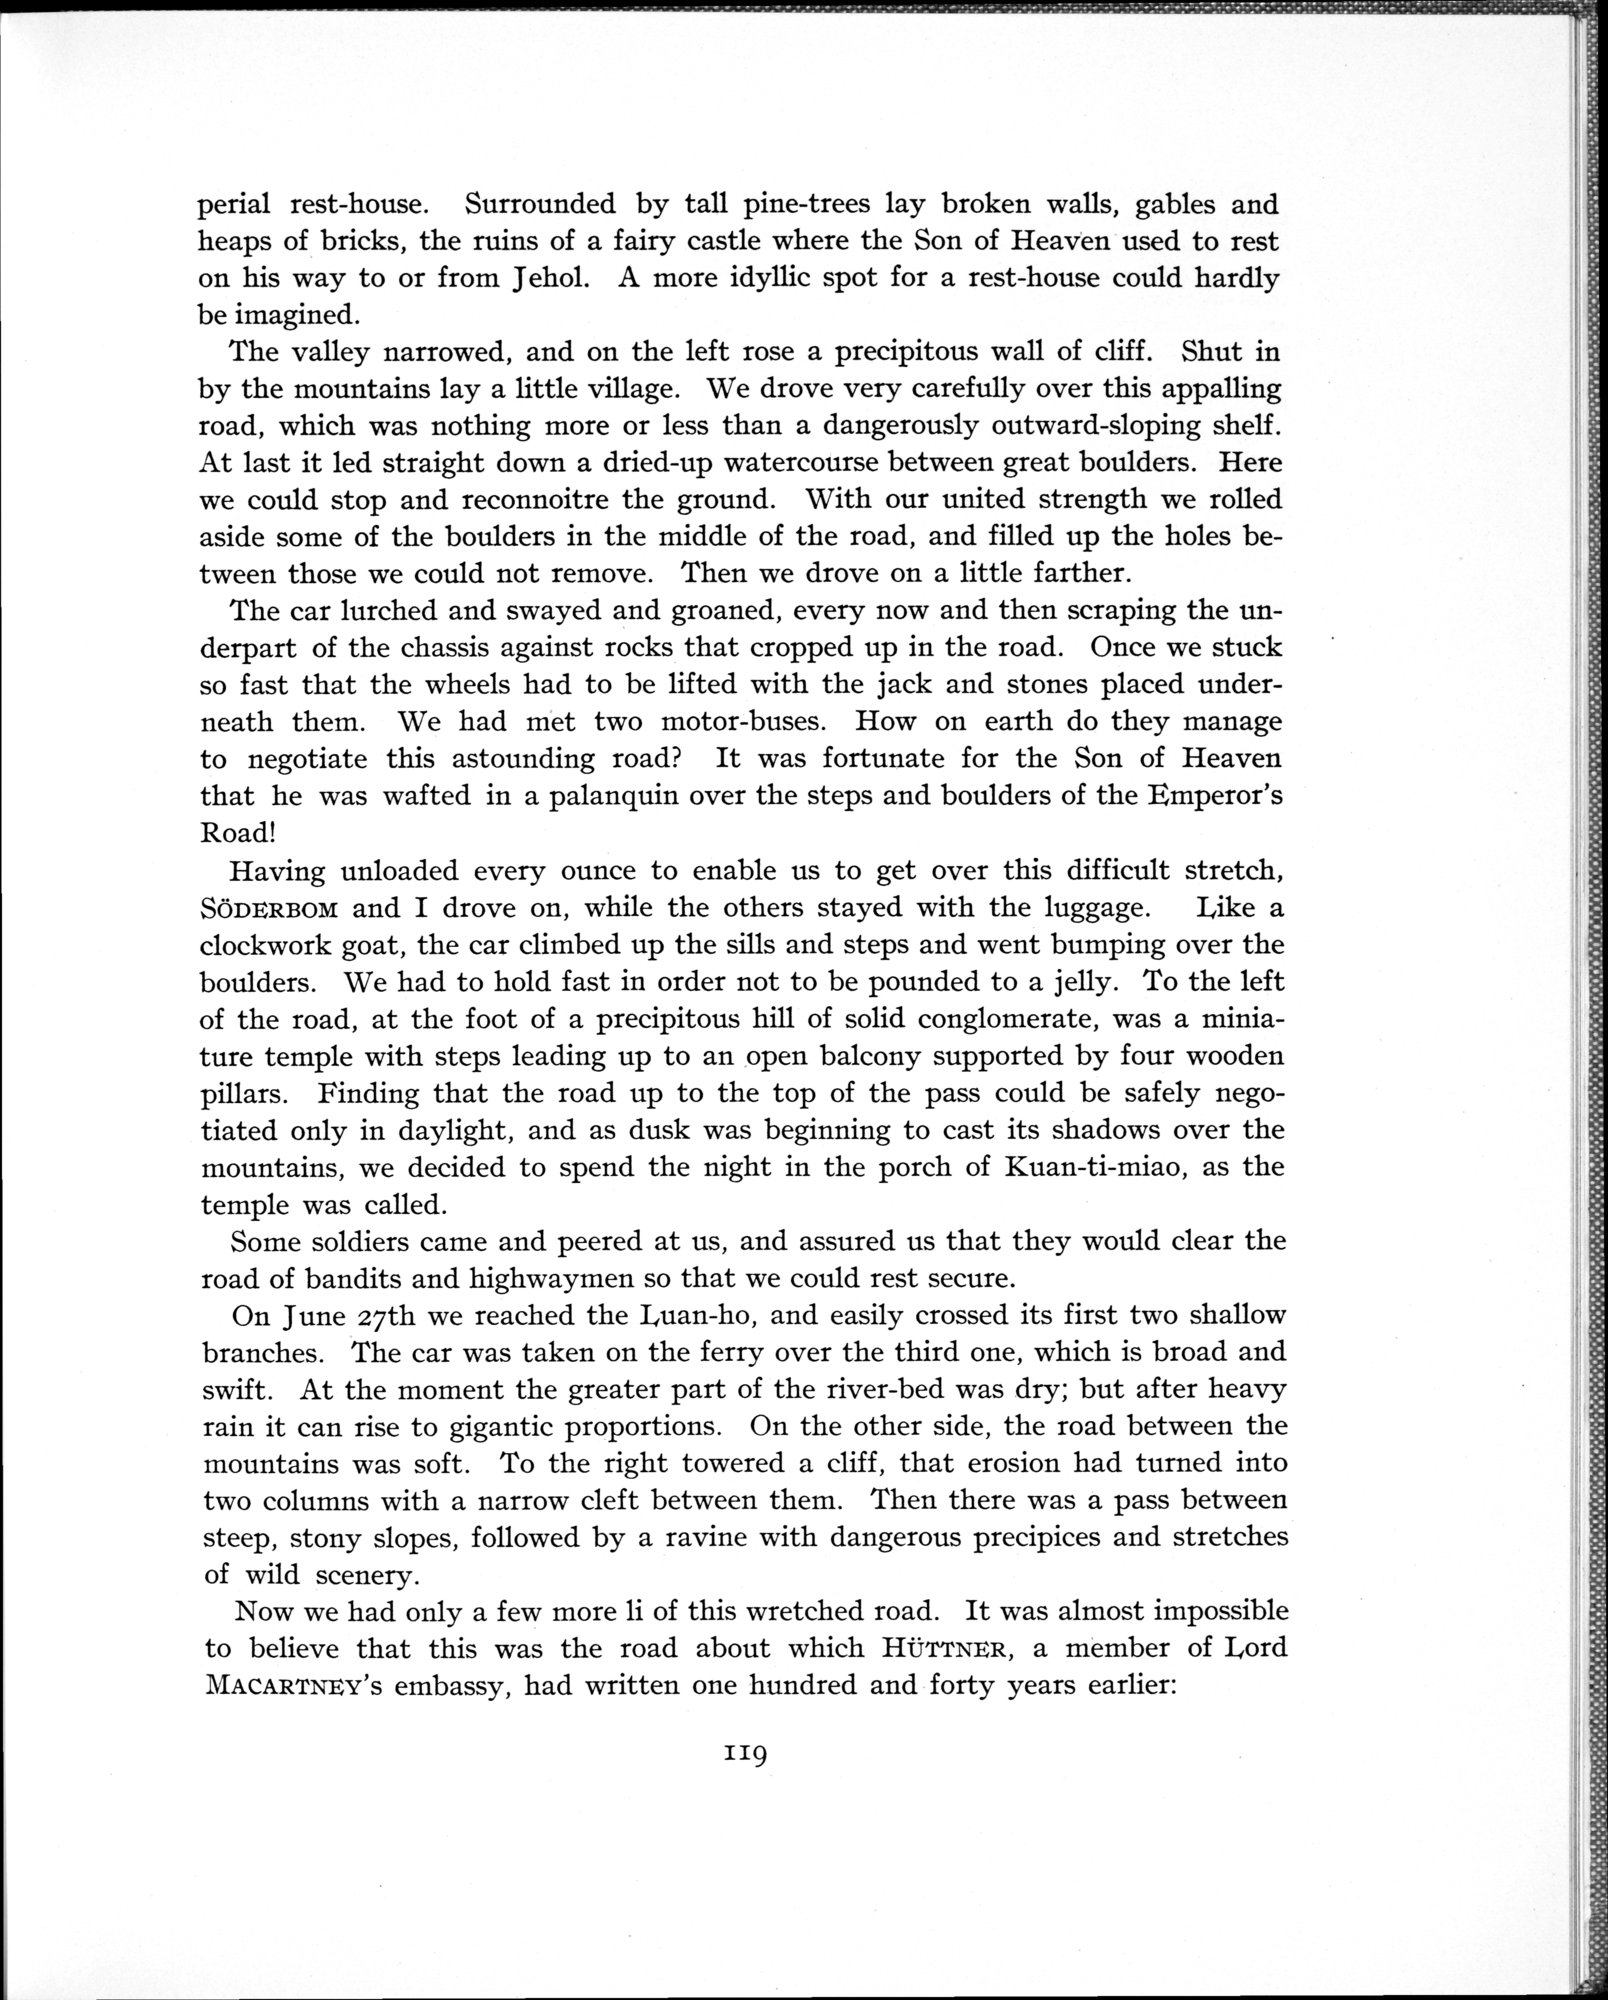 perial rest-house. Surrounded by tall pine-trees lay broken walls, gables and
heaps of bricks, the ruins of a fairy castle where the Son of Heaven used to rest
on his way to or from Jehol. A more idyllic spot for a rest-house could hardly
be imagined.
The valley narrowed, and on the left rose a precipitous wall of cliff. Shut in
by the mountains lay a little village. We drove very carefully over this appalling
road, which was nothing more or less than a dangerously outward-sloping shelf.
At last it led straight down a dried-up watercourse between great boulders. Here
we could stop and reconnoitre the ground. With our united strength we rolled
aside some of the boulders in the middle of the road, and filled up the holes be-
tween those we could not remove. Then we drove on a little farther.
The car lurched and swayed and groaned, every now and then scraping the un-
derpart of the chassis against rocks that cropped up in the road. Once we stuck
so fast that the wheels had to be lifted with the jack and stones placed under-
neath them. We had met two motor-buses. How on earth do they manage
to negotiate this astounding road? It was fortunate for the Son of Heaven
that he was wafted in a palanquin over the steps and boulders of the Emperor's
Road!
Having unloaded every ounce to enable us to get over this difficult stretch,
SÖDERBOM and I drove on, while the others stayed with the luggage. Like a
clockwork goat, the car climbed up the sills and steps and went bumping over the
boulders. We had to hold fast in order not to be pounded to a jelly. To the left
of the road, at the foot of a precipitous hill of solid conglomerate, was a minia-
ture temple with steps leading up to an open balcony supported by four wooden
pillars. Finding that the road up to the top of the pass could be safely nego-
tiated only in daylight, and as dusk was beginning to cast its shadows over the
mountains, we decided to spend the night in the porch of Kuan-ti-miao, as the
temple was called.
Some soldiers came and peered at us, and assured us that they would clear the
road of bandits and highwaymen so that we could rest secure.
On June 27th we reached the Luan-ho, and easily crossed its first two shallow
branches. The car was taken on the ferry over the third one, which is broad and
swift. At the moment the greater part of the river-bed was dry; but after heavy
rain it can rise to gigantic proportions. On the other side, the road between the
mountains was soft. To the right towered a cliff, that erosion had turned into
two columns with a narrow cleft between them. Then there was a pass between
steep, stony slopes, followed by a ravine with dangerous precipices and stretches
of wild scenery.
Now we had only a few more li of this wretched road. It was almost impossible
to believe that this was the road about which HÜTTNER, a member of Lord
MACARTNEY's embassy, had written one hundred and forty years earlier:
119